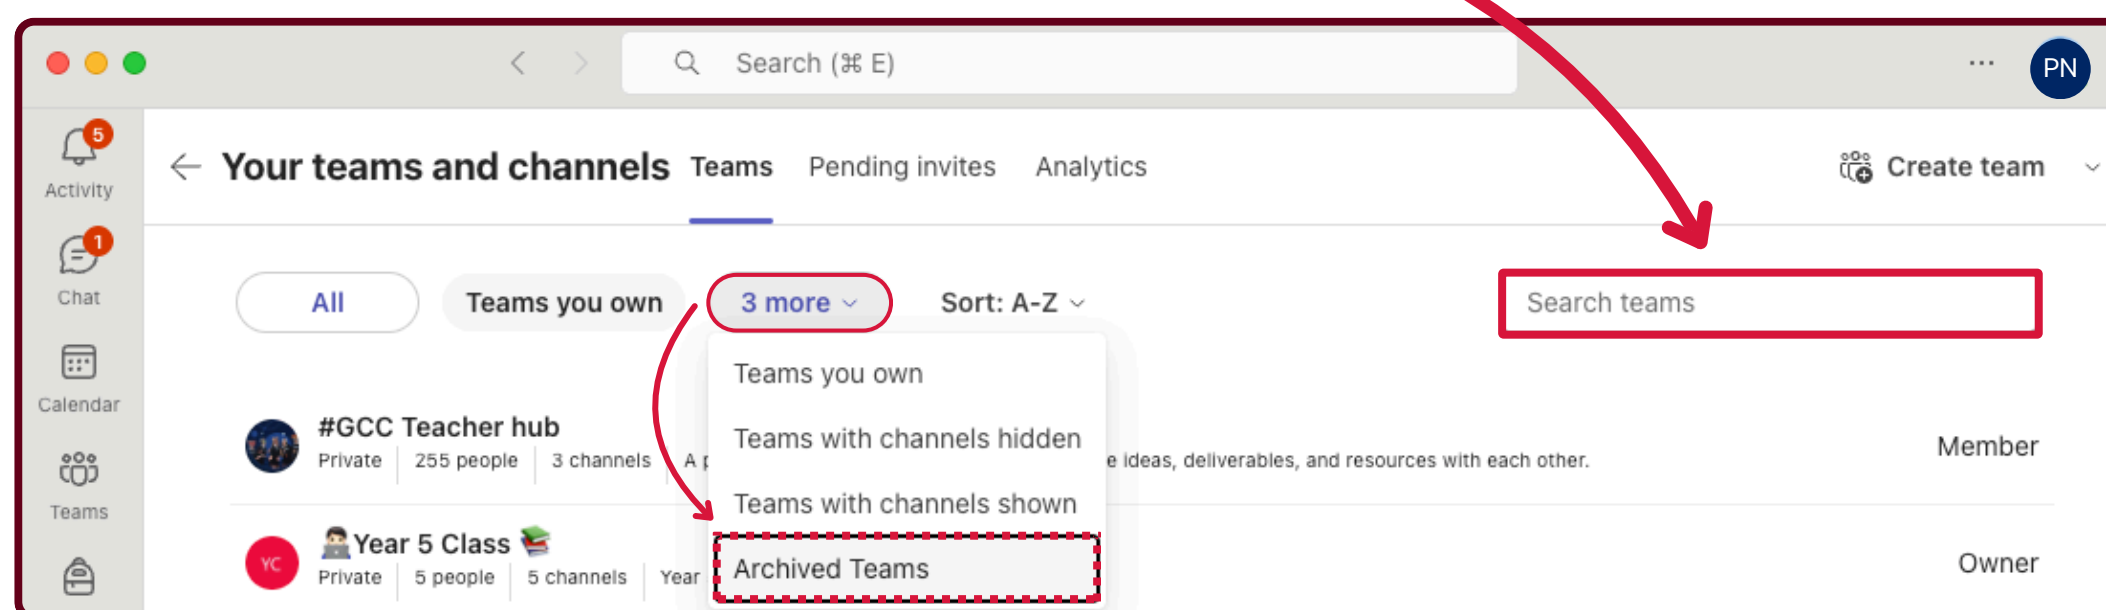 Search (⌘ E)
...
PN
5
Activity
Your teams and channels Teams Pending invites Analytics
Create team
1
Chat
All Teams you own 3 more Sort: A-Z
Search teams
Calendar
Teams you own
Teams with channels hidden
Teams with channels shown
Archived Teams
#GCC Teacher hub
Private 255 people 3 channels A e ideas, deliverables, and resources with each other.
Member
Teams
YC
Year 5 Class
Private 5 people 5 channels Year
Owner